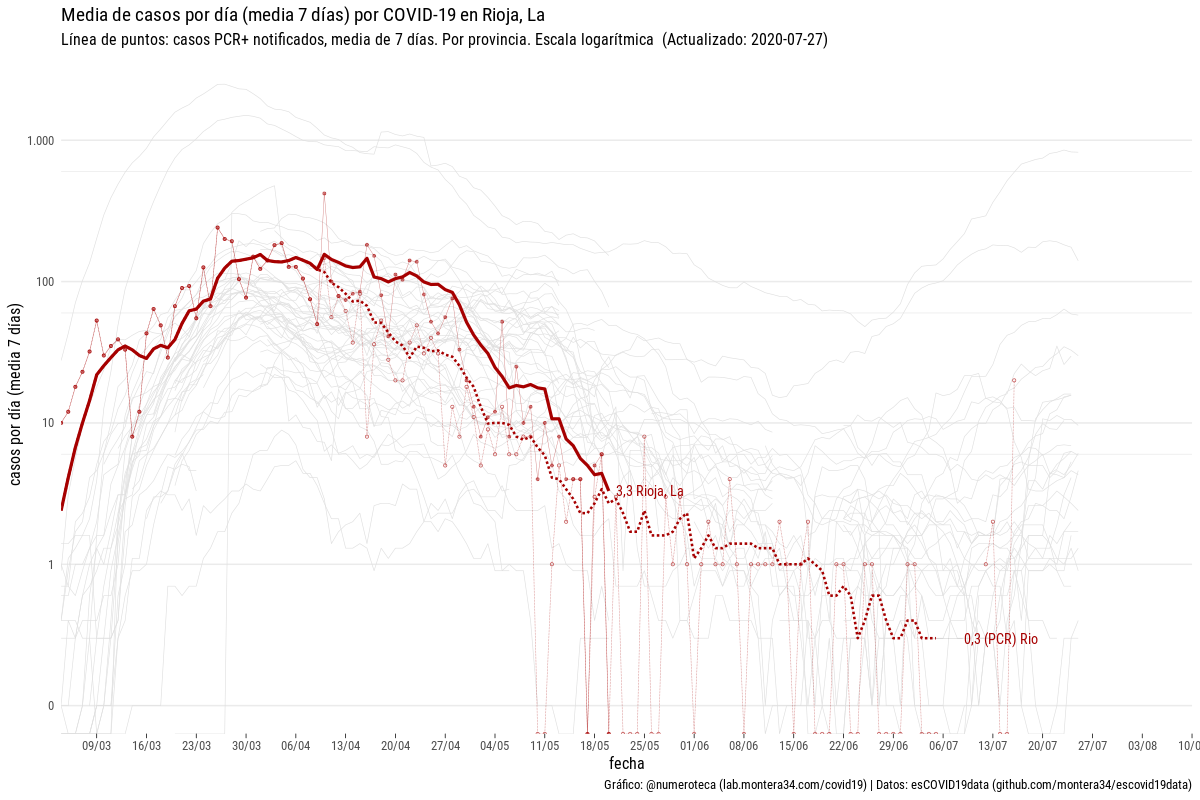 Media de casos por día (media 7 días) por COVID-19 en Rioja, La
Línea de puntos: casos PCR+ notificados, media de 7 días. Por provincia. Escala logarítmica (Actualizado: 2020-07-27)
casos por día (media 7 días)
1.000
100
10
1
0
3,3 Rioja, La
0,3 (PCR) Rio
09/03 16/03 23/03 30/03 06/04 13/04 20/04 27/04 04/05 11/05 18/05 25/05 01/06 08/06 15/06 22/06 29/06 06/07 13/07 20/07 27/07 03/08 10/0
fecha
Gráfico: @numeroteca (lab.montera34.com/covid19) | Datos: esCOVID19data (github.com/montera34/escovid19data)